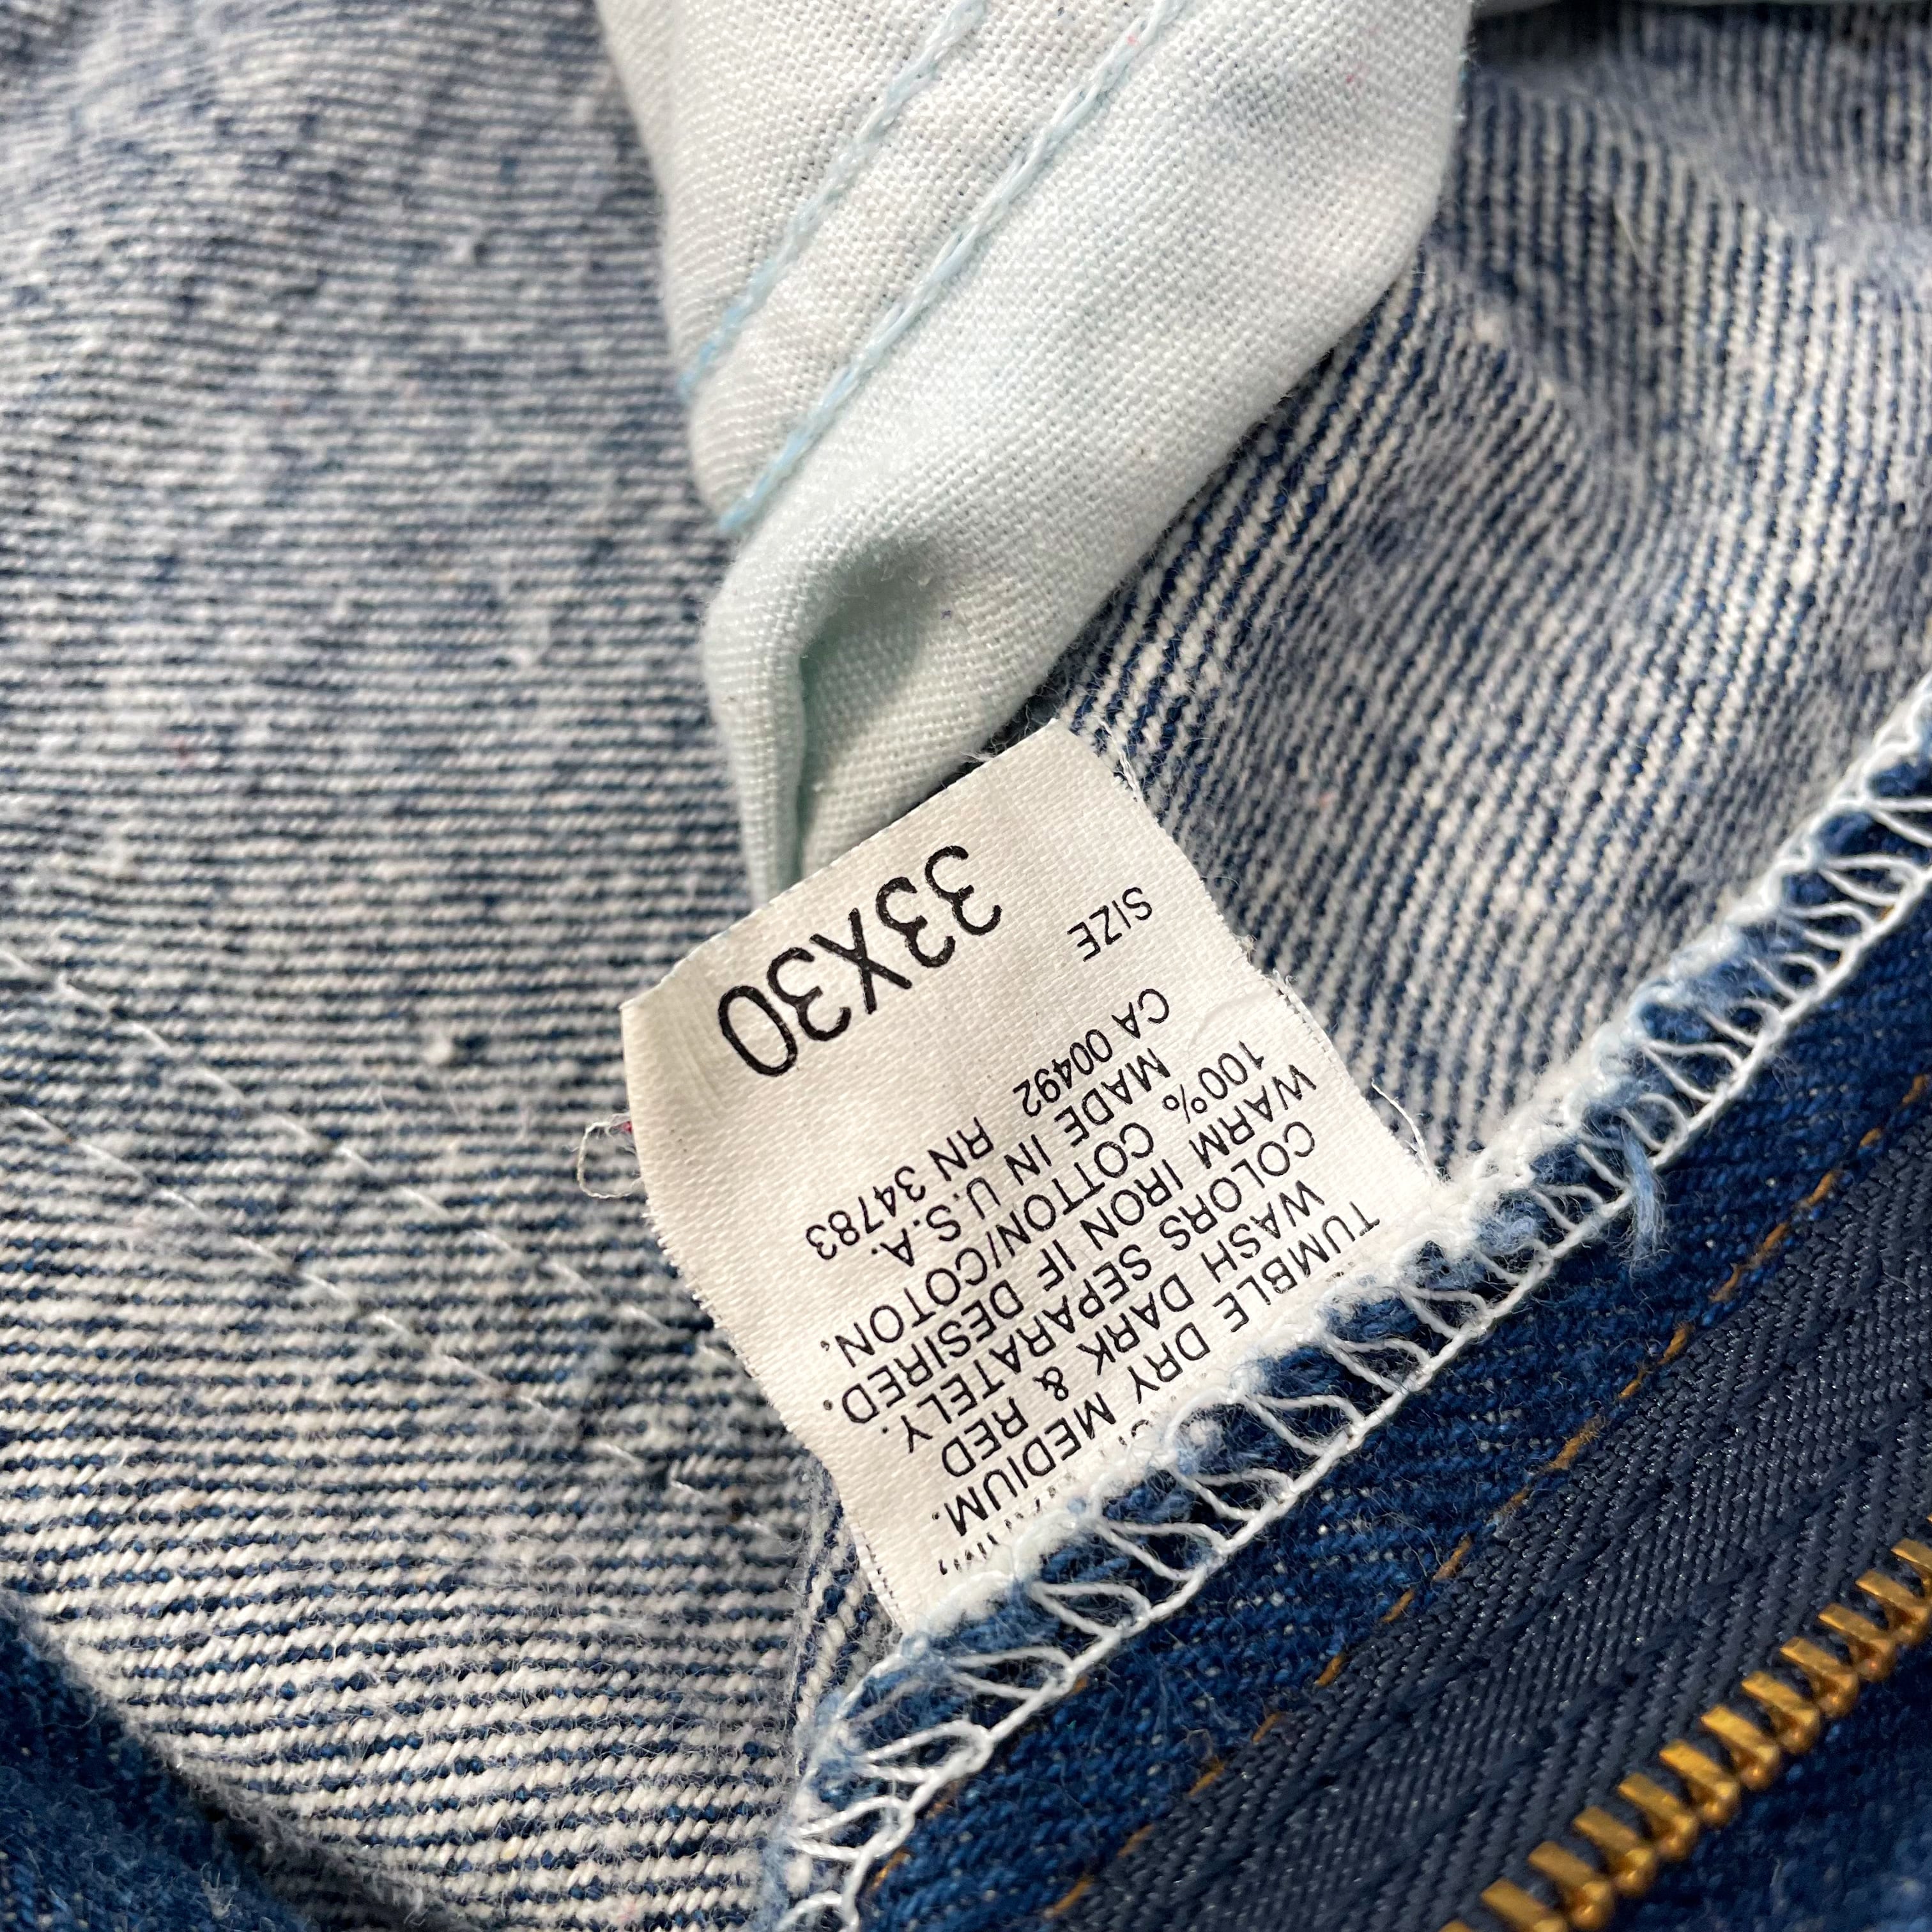 TUMBLE DRY MEDIUM.
WASH DARK & RED
COLORS SEPARATELY.
WARM IRON IF DESIRED.
100% COTTON/COTON.
MADE IN U.S.A.
CA 00492 RN 34783
SIZE
33X30